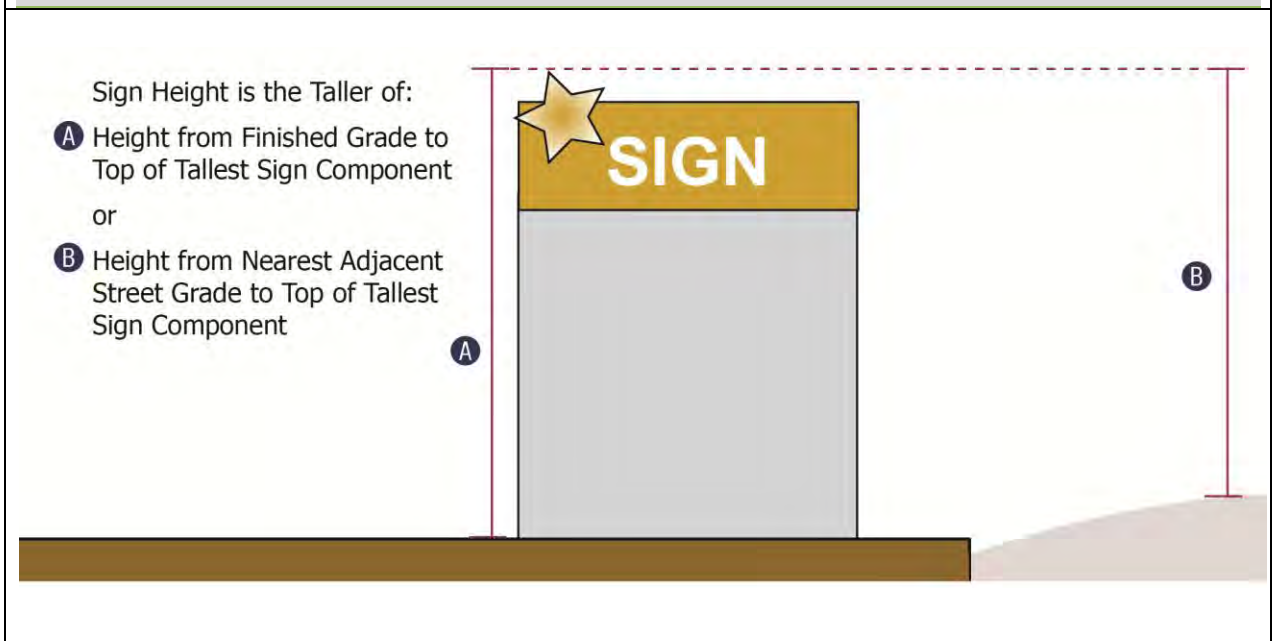 Sign Height is the Taller of:
A Height from Finished Grade to
Top of Tallest Sign Component
or
B Height from Nearest Adjacent
Street Grade to Top of Tallest
Sign Component
SIGN
A
B